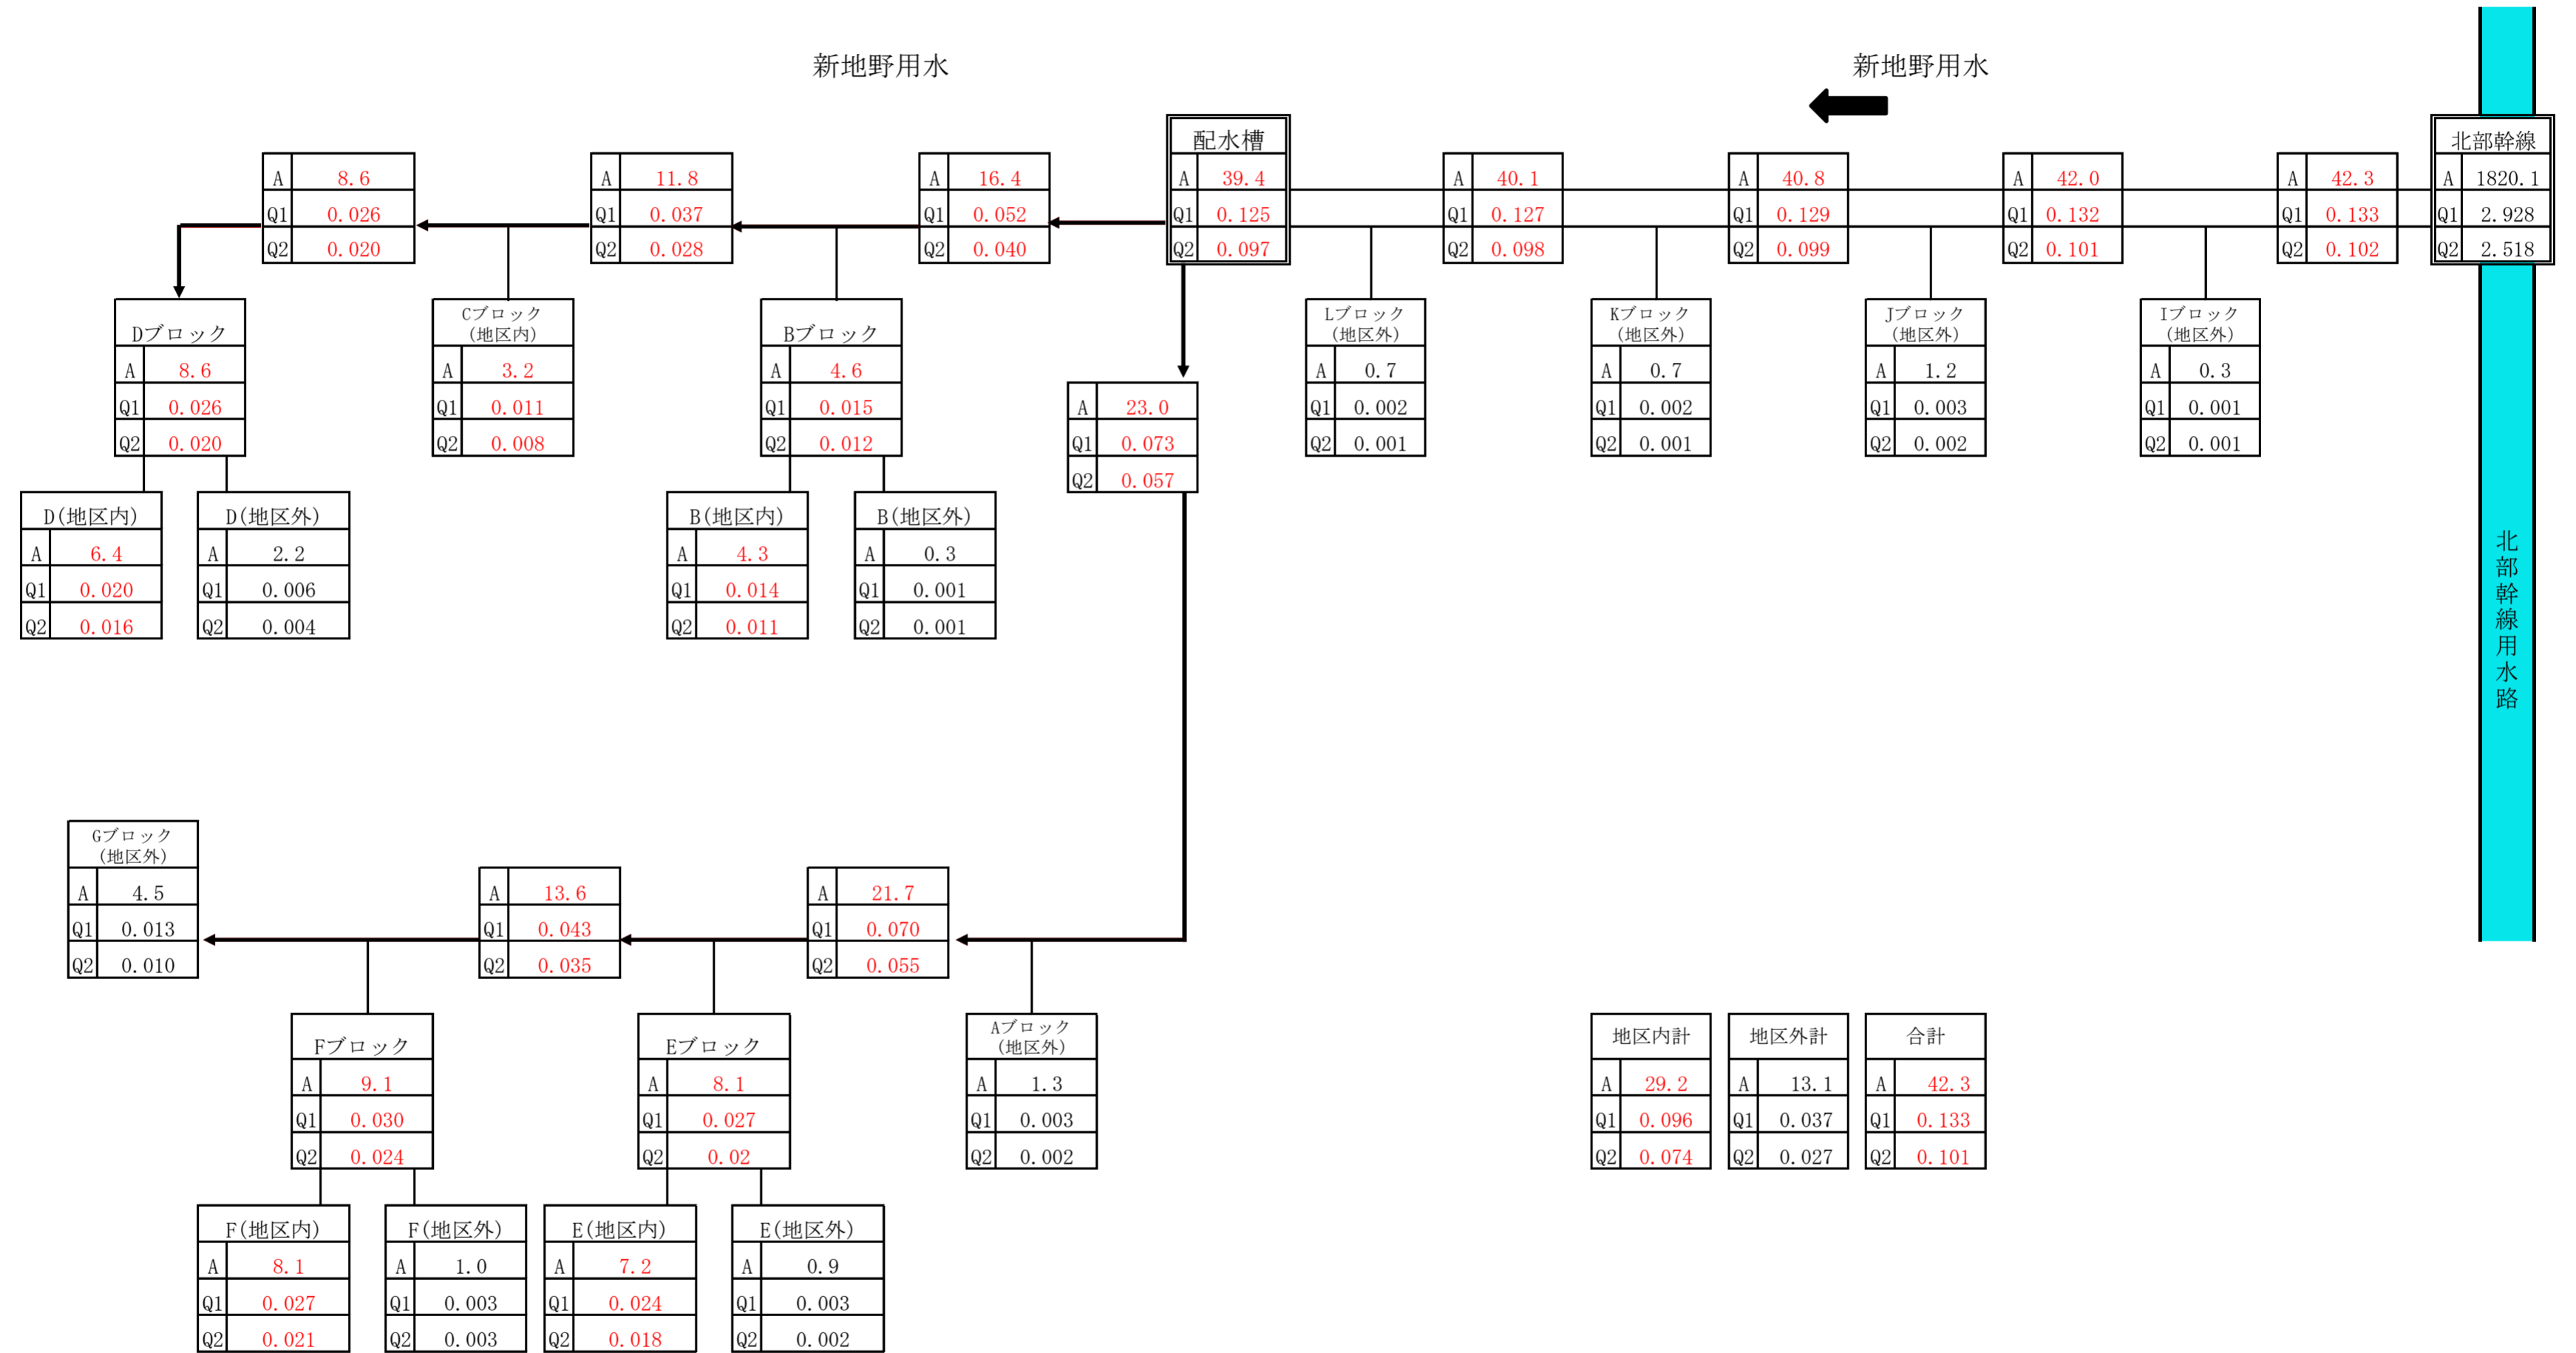 新地野用水
新地野用水
配水槽
北部幹線
A 8.6
Q1 0.026
Q2 0.020
A 11.8
Q1 0.037
Q2 0.028
A 16.4
Q1 0.052
Q2 0.040
A 39.4
Q1 0.125
Q2 0.097
A 40.1
Q1 0.127
Q2 0.098
A 40.8
Q1 0.129
Q2 0.099
A 42.0
Q1 0.132
Q2 0.101
A 42.3
Q1 0.133
Q2 0.102
A 1820.1
Q1 2.928
Q2 2.518
Dブロック
A 8.6
Q1 0.026
Q2 0.020
Cブロック
(地区内)
A 3.2
Q1 0.011
Q2 0.008
Bブロック
A 4.6
Q1 0.015
Q2 0.012
A 23.0
Q1 0.073
Q2 0.057
Lブロック
(地区外)
A 0.7
Q1 0.002
Q2 0.001
Kブロック
(地区外)
A 0.7
Q1 0.002
Q2 0.001
Jブロック
(地区外)
A 1.2
Q1 0.003
Q2 0.002
Iブロック
(地区外)
A 0.3
Q1 0.001
Q2 0.001
D(地区内)
A 6.4
Q1 0.020
Q2 0.016
D(地区外)
A 2.2
Q1 0.006
Q2 0.004
B(地区内)
A 4.3
Q1 0.014
Q2 0.011
B(地区外)
A 0.3
Q1 0.001
Q2 0.001
北部幹線用水路
Gブロック
(地区外)
A 4.5
Q1 0.013
Q2 0.010
A 13.6
Q1 0.043
Q2 0.035
A 21.7
Q1 0.070
Q2 0.055
Fブロック
A 9.1
Q1 0.030
Q2 0.024
Eブロック
A 8.1
Q1 0.027
Q2 0.02
Aブロック
(地区外)
A 1.3
Q1 0.003
Q2 0.002
地区内計
A 29.2
Q1 0.096
Q2 0.074
地区外計
A 13.1
Q1 0.037
Q2 0.027
合計
A 42.3
Q1 0.133
Q2 0.101
F(地区内)
A 8.1
Q1 0.027
Q2 0.021
F(地区外)
A 1.0
Q1 0.003
Q2 0.003
E(地区内)
A 7.2
Q1 0.024
Q2 0.018
E(地区外)
A 0.9
Q1 0.003
Q2 0.002